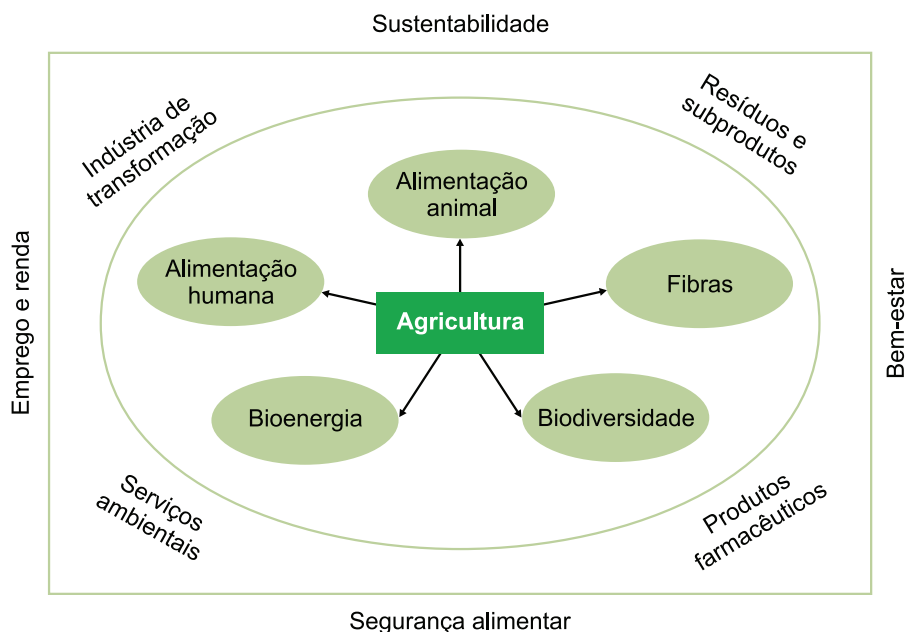 Sustentabilidade
Indústria de
transformação
Resíduos e
subprodutos
Alimentação
animal
Alimentação
humana
Fibras
Agricultura
Emprego e renda
Bem-estar
Bioenergia
Biodiversidade
Serviços
ambientais
Produtos
farmacêuticos
Segurança alimentar